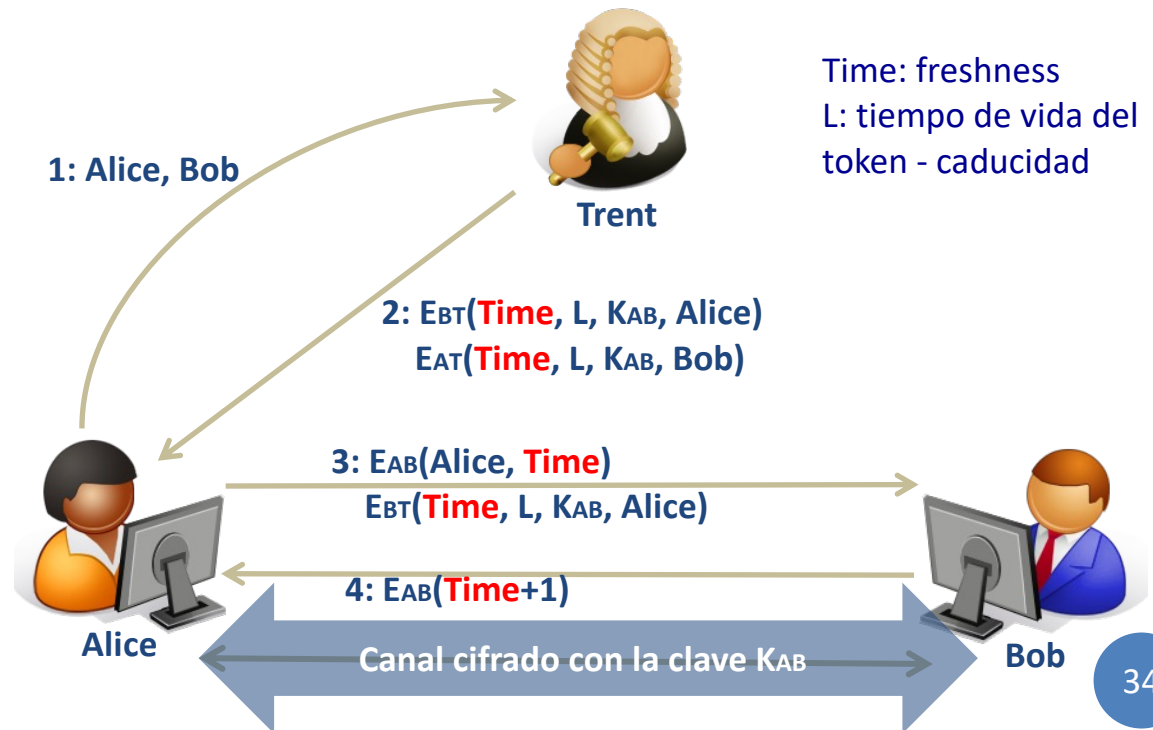 Time: freshness
L: tiempo de vida del
token - caducidad
1: Alice, Bob
Trent
2: EBT(Time, L, KAB, Alice)
EAT(Time, L, KAB, Bob)
3: EAB(Alice, Time)
EBT(Time, L, KAB, Alice)
4: EAB(Time+1)
Alice
Canal cifrado con la clave KAB
Bob
34